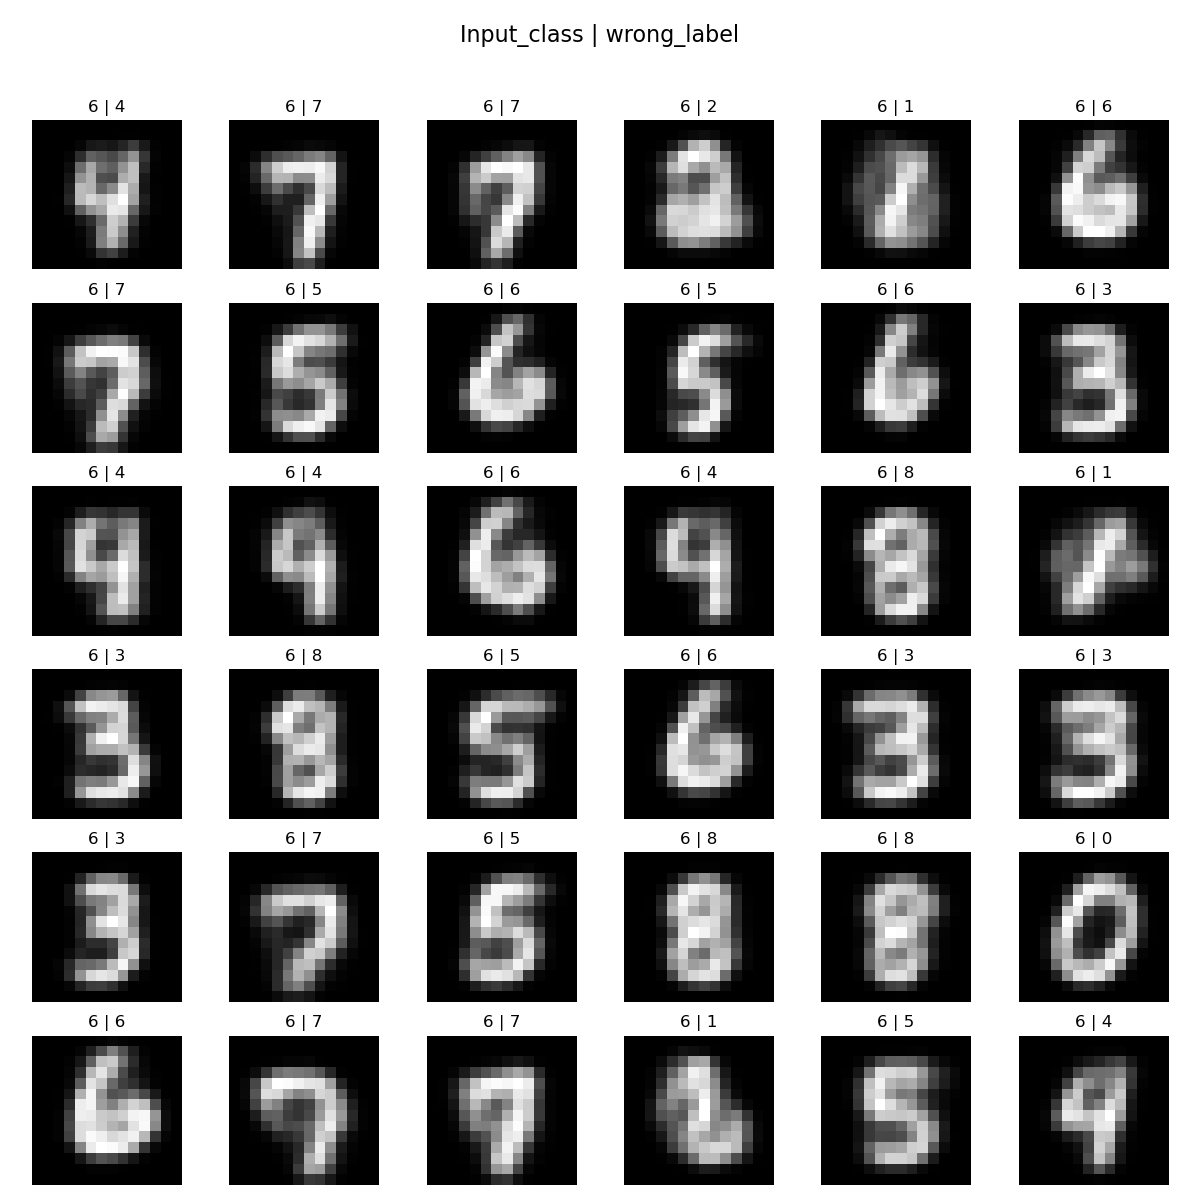 Input_class | wrong_label
6 | 4 6 | 7 6 | 7 6 | 2 6 | 1 6 | 6
6 | 7 6 | 5 6 | 6 6 | 5 6 | 6 6 | 3
6 | 4 6 | 4 6 | 6 6 | 4 6 | 8 6 | 1
6 | 3 6 | 8 6 | 5 6 | 6 6 | 3 6 | 3
6 | 3 6 | 7 6 | 5 6 | 8 6 | 8 6 | 0
6 | 6 6 | 7 6 | 7 6 | 1 6 | 5 6 | 4